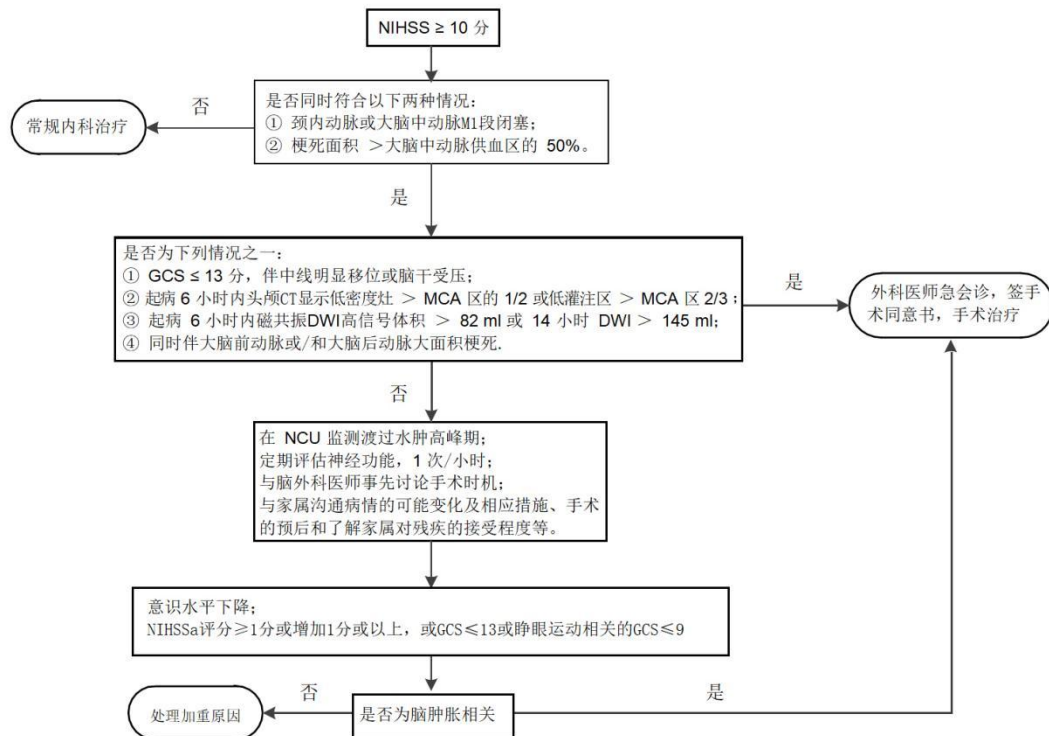 NIHSS ≥ 10 分
是否同时符合以下两种情况:
① 颈内动脉或大脑中动脉M1段闭塞;
② 梗死面积 >大脑中动脉供血区的 50%。
否
常规内科治疗
是
是否为下列情况之一:
① GCS ≤ 13 分, 伴中线明显移位或脑干受压;
② 起病 6 小时内头颅CT显示低密度灶 > MCA 区的 1/2 或低灌注区 > MCA 区 2/3 ;
③ 起病 6 小时内磁共振DWI高信号体积 > 82 ml 或 14 小时 DWI > 145 ml;
④ 同时伴大脑前动脉或/和大脑后动脉大面积梗死.
是
外科医师急会诊, 签手
术同意书, 手术治疗
否
在 NCU 监测渡过水肿高峰期;
定期评估神经功能, 1 次/小时;
与脑外科医师事先讨论手术时机;
与家属沟通病情的可能变化及相应措施、手术
的预后和了解家属对残疾的接受程度等。
意识水平下降;
NIHSSa评分≥1分或增加1分或以上, 或GCS≤13或睁眼运动相关的GCS≤9
否
处理加重原因
是否为脑肿胀相关
是